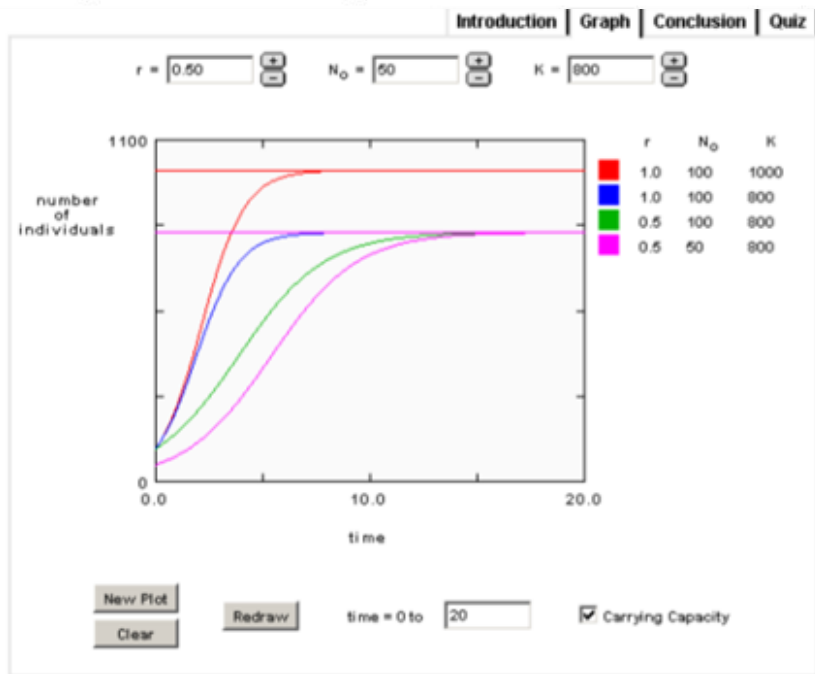 Introduction Graph Conclusion Quiz
r = 0.50 + − No = 50 + − K = 800 + −
1100
number
of
individuals
0
0.0 10.0 20.0
time
r No K
1.0 100 1000
1.0 100 800
0.5 100 800
0.5 50 800
New Plot
Clear
Redraw
time = 0 to 20
Carrying Capacity